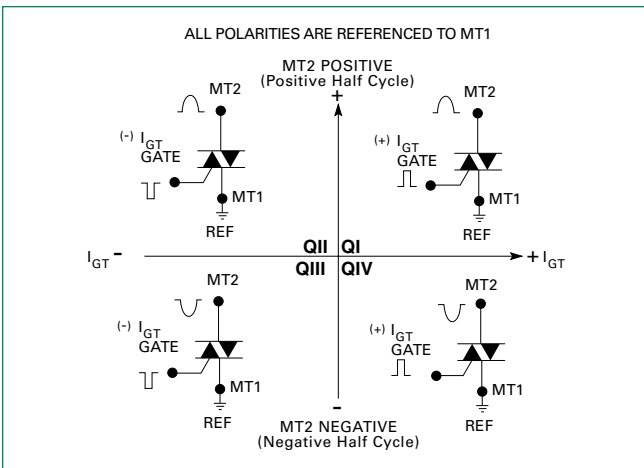 ALL POLARITIES ARE REFERENCED TO MT1
MT2 POSITIVE
(Positive Half Cycle)
+
MT2
(-) IGT
GATE
MT1
REF
MT2
(+) IGT
GATE
MT1
REF
IGT -
QII QI
QIII QIV
+ IGT
MT2
(-) IGT
GATE
MT1
REF
MT2
(+) IGT
GATE
MT1
REF
-
MT2 NEGATIVE
(Negative Half Cycle)